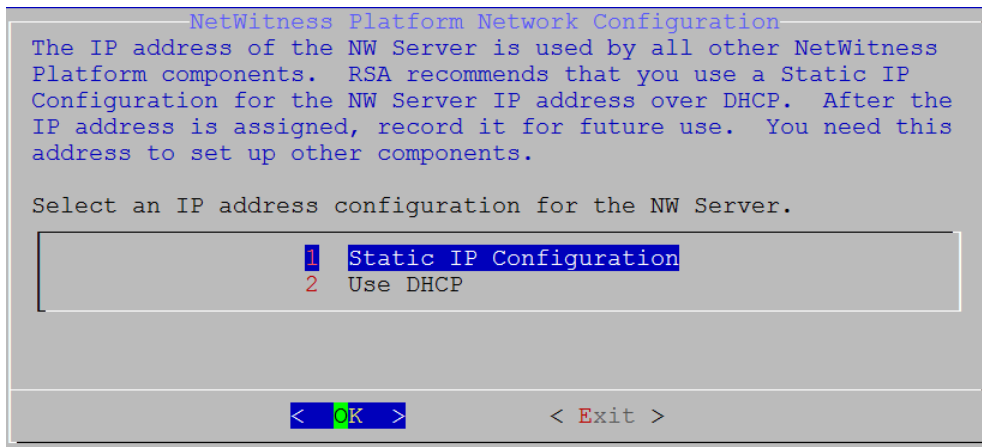 NetWitness Platform Network Configuration
The IP address of the NW Server is used by all other NetWitness
Platform components.  RSA recommends that you use a Static IP
Configuration for the NW Server IP address over DHCP.  After the
IP address is assigned, record it for future use.  You need this
address to set up other components.
Select an IP address configuration for the NW Server.
1  Static IP Configuration
2  Use DHCP
<  OK  >          < Exit >